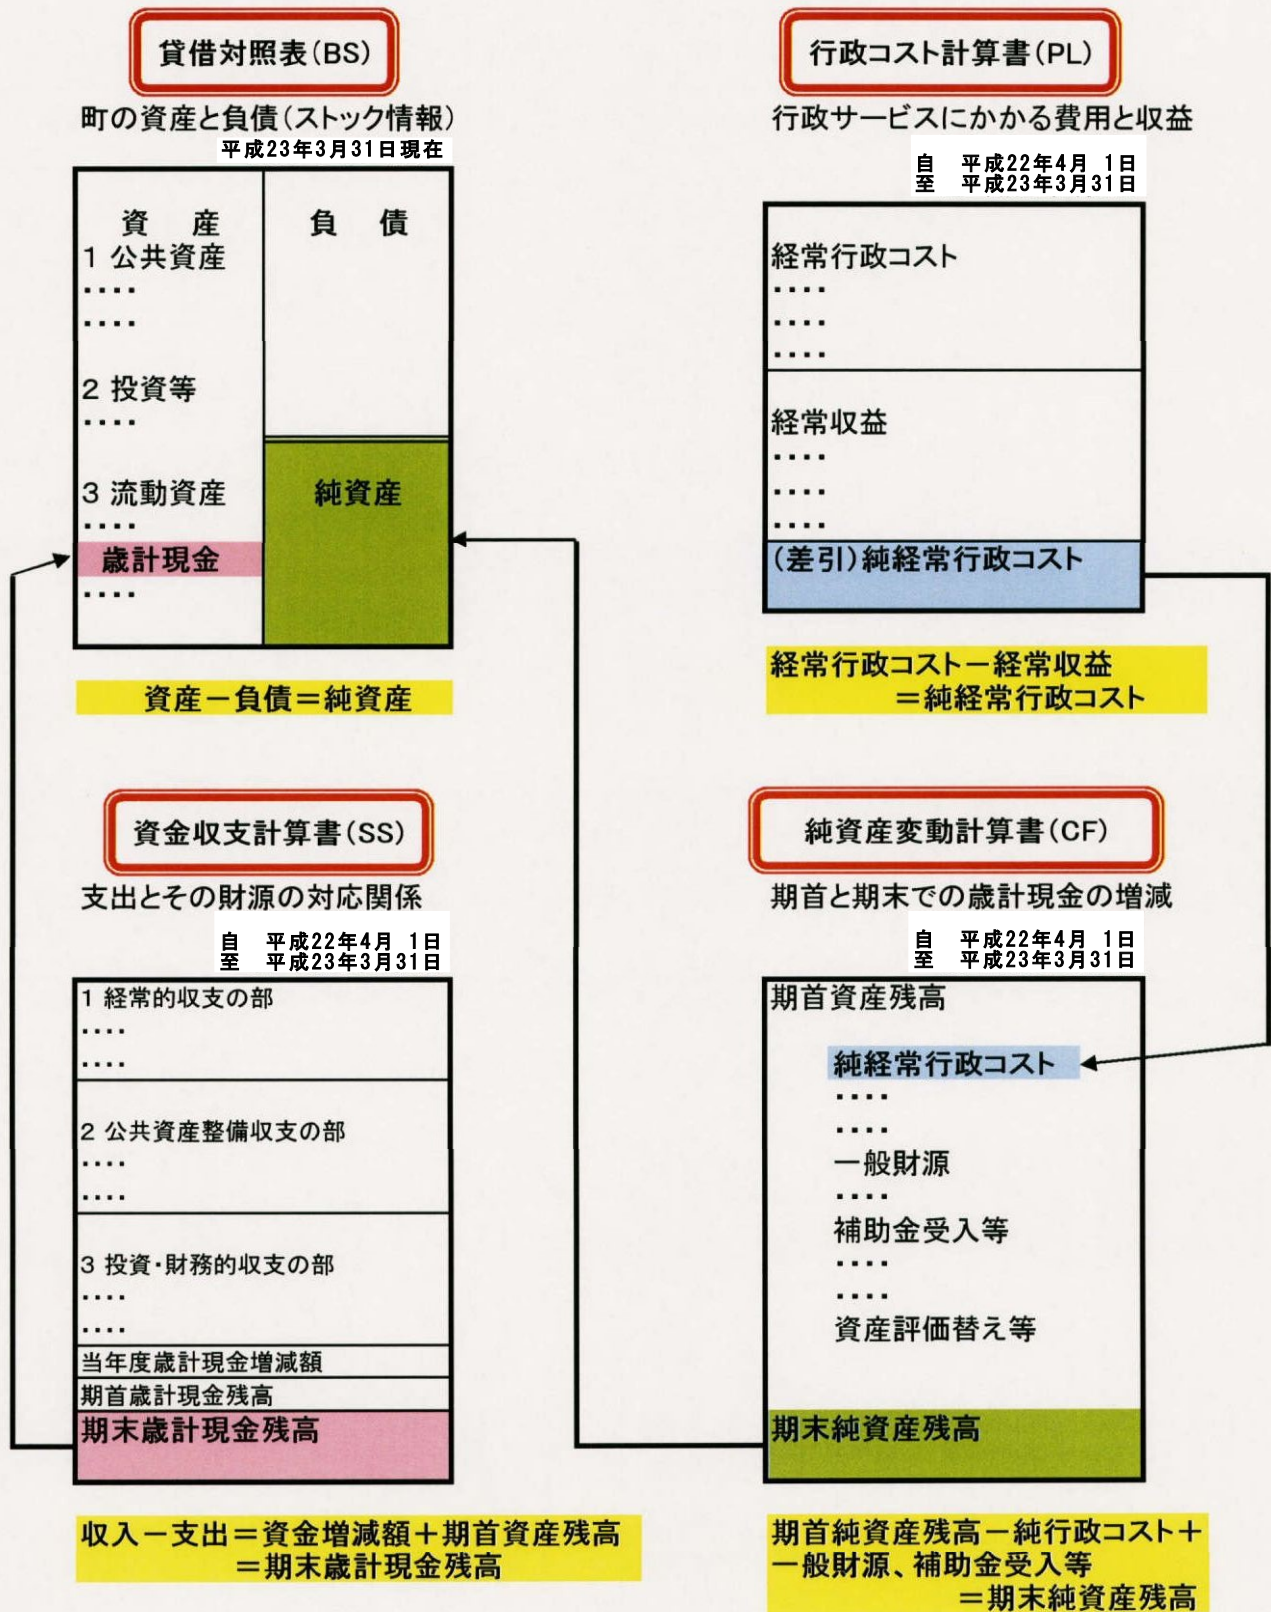 貸借対照表(BS)
町の資産と負債(ストック情報)
平成23年3月31日現在
資　産
1 公共資産
‥‥
‥‥
2 投資等
‥‥
3 流動資産
‥‥
歳計現金
‥‥
負　債
純資産
資産－負債＝純資産
行政コスト計算書(PL)
行政サービスにかかる費用と収益
自　平成22年4月 1日
至　平成23年3月31日
経常行政コスト
‥‥
‥‥
‥‥
経常収益
‥‥
‥‥
‥‥
(差引)純経常行政コスト
経常行政コスト－経常収益
＝純経常行政コスト
資金収支計算書(SS)
支出とその財源の対応関係
自　平成22年4月 1日
至　平成23年3月31日
1 経常的収支の部
‥‥
‥‥
2 公共資産整備収支の部
‥‥
‥‥
3 投資・財務的収支の部
‥‥
‥‥
当年度歳計現金増減額
期首歳計現金残高
期末歳計現金残高
収入－支出＝資金増減額＋期首資産残高
＝期末歳計現金残高
純資産変動計算書(CF)
期首と期末での歳計現金の増減
自　平成22年4月 1日
至　平成23年3月31日
期首資産残高
純経常行政コスト
‥‥
‥‥
一般財源
‥‥
補助金受入等
‥‥
‥‥
資産評価替え等
期末純資産残高
期首純資産残高－純行政コスト＋
一般財源、補助金受入等
＝期末純資産残高